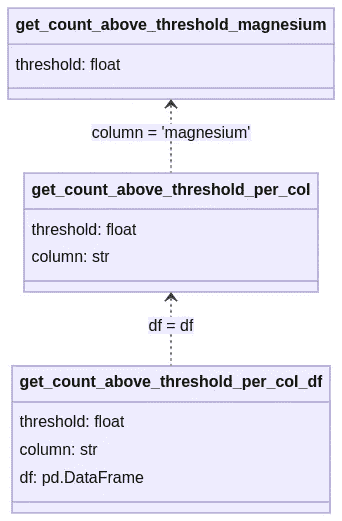 get_count_above_threshold_magnesium
threshold: float
column = 'magnesium'
get_count_above_threshold_per_col
threshold: float
column: str
df = df
get_count_above_threshold_per_col_df
threshold: float
column: str
df: pd.DataFrame